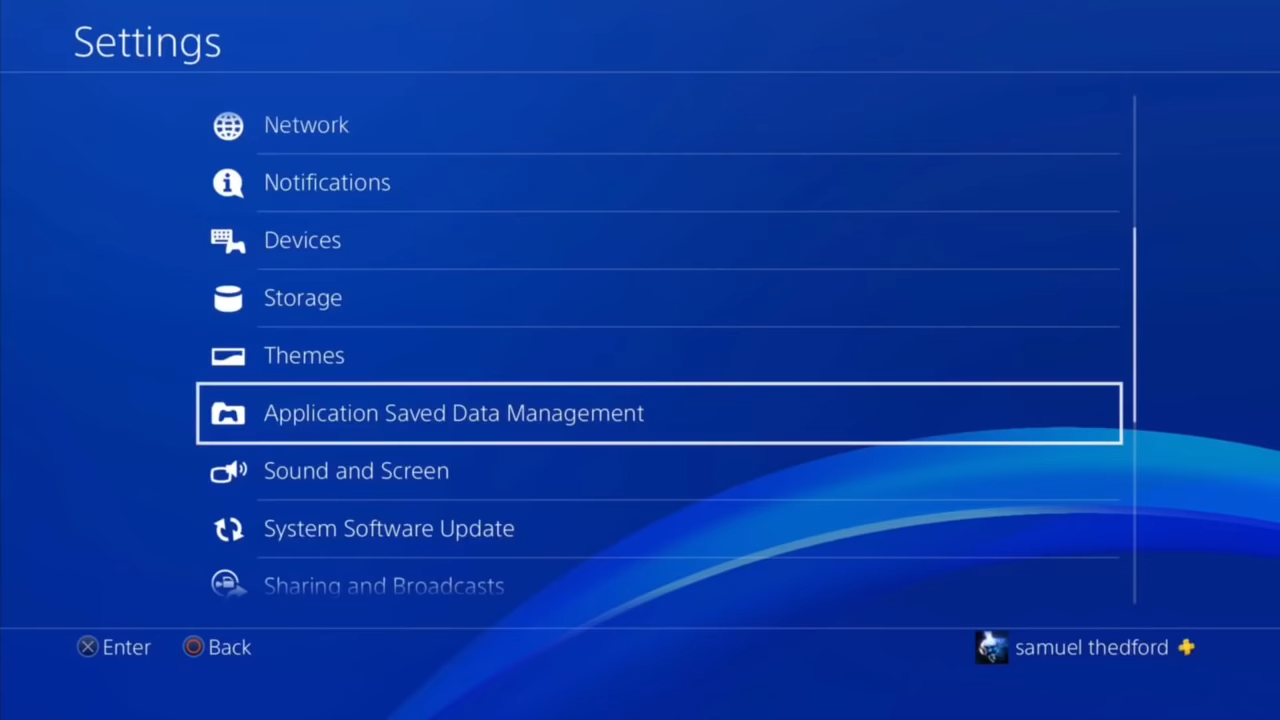 Settings
Network
Notifications
Devices
Storage
Themes
Application Saved Data Management
Sound and Screen
System Software Update
Sharing and Broadcasts
Enter
Back
samuel thedford